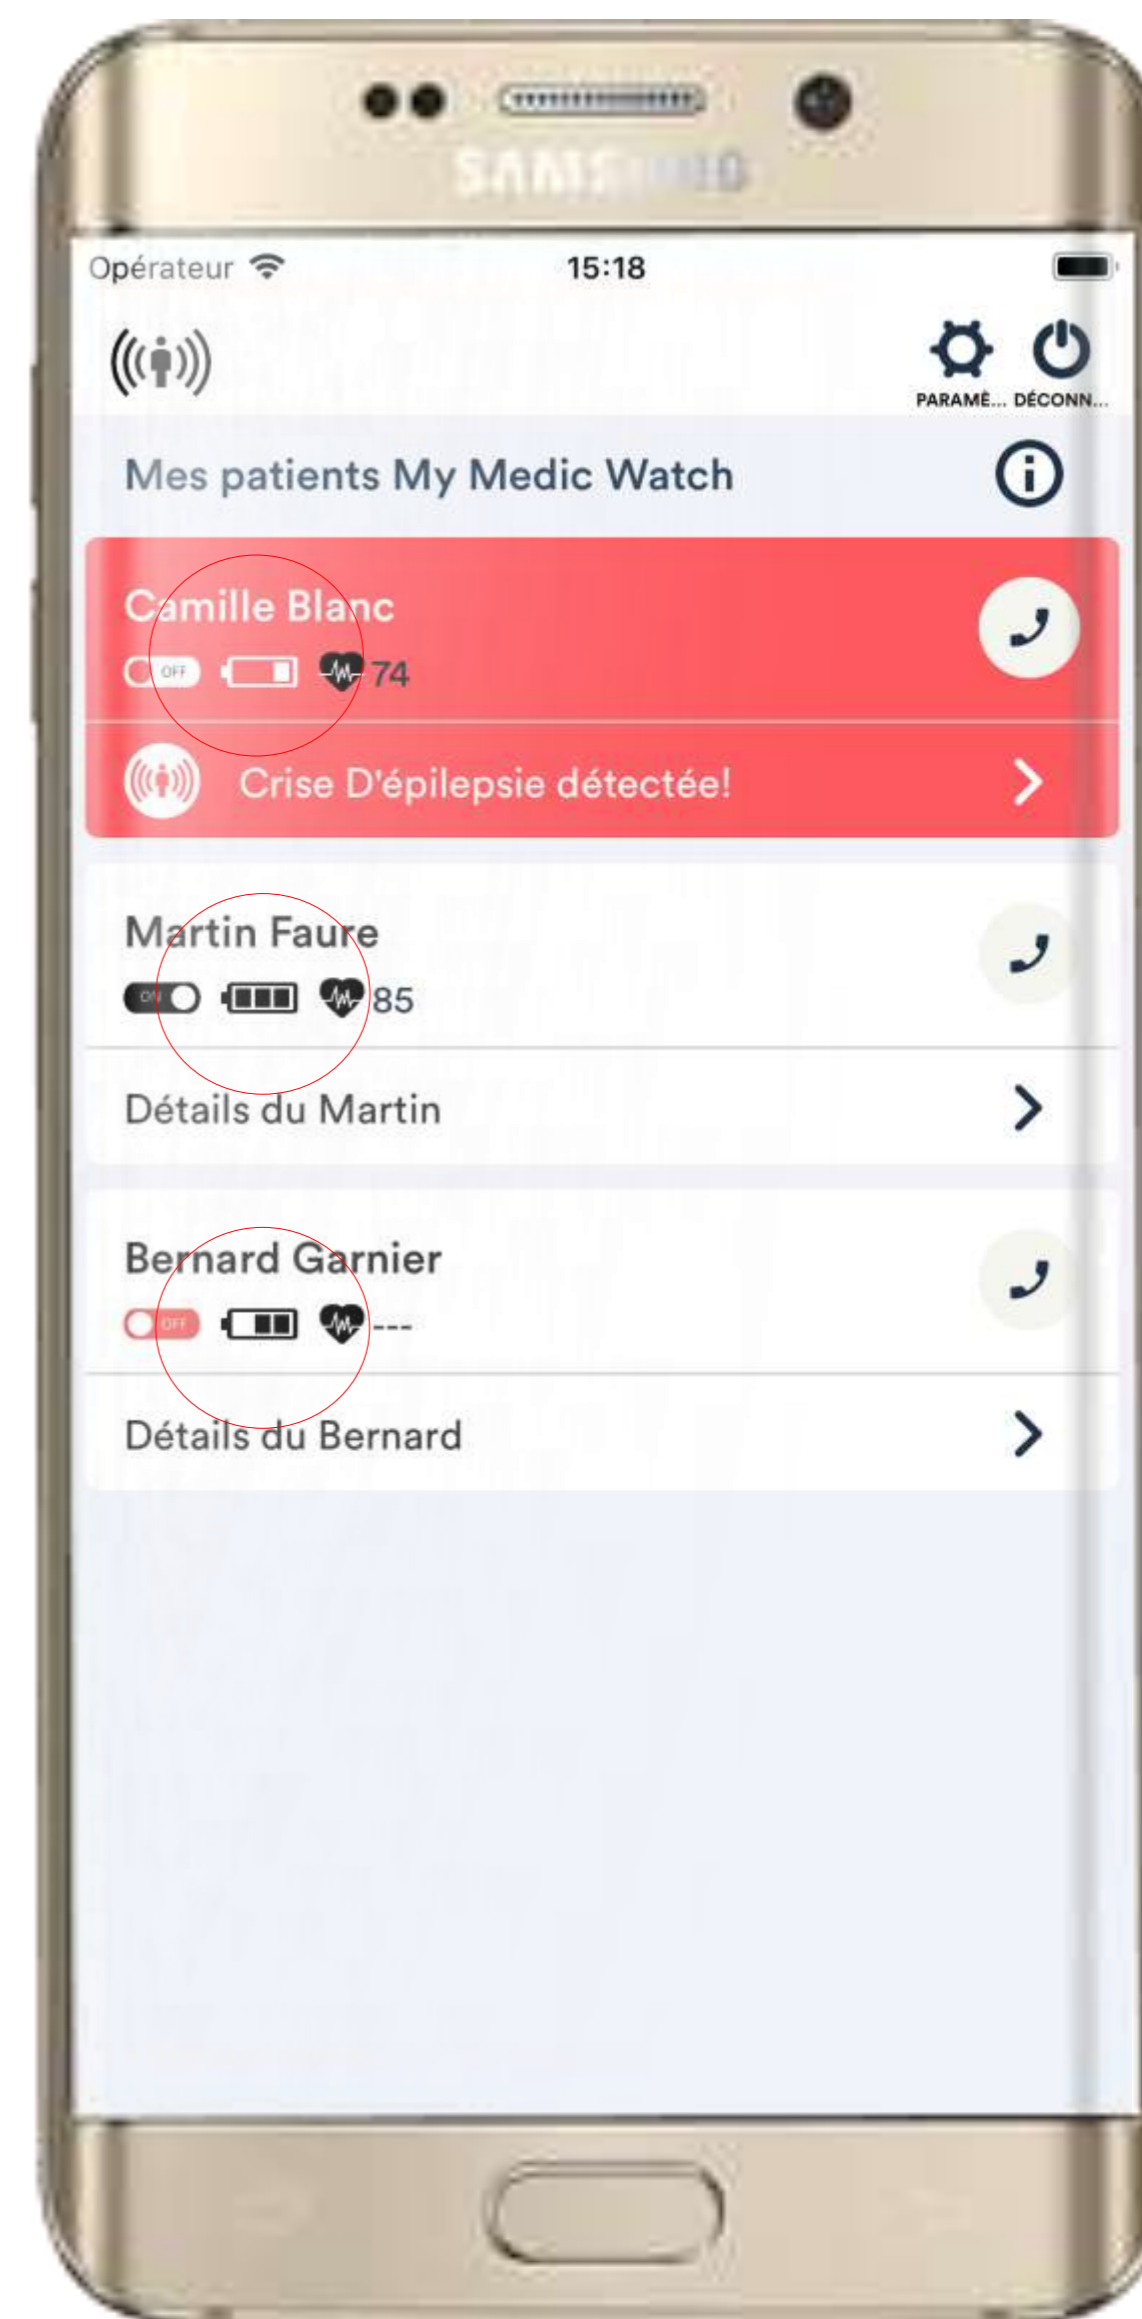 SAMSUNG
Opérateur 15:18
PARAMÈ... DÉCONN...
Mes patients My Medic Watch
Camille Blanc
OFF 74
Crise D'épilepsie détectée!
Martin Faure
ON 85
Détails du Martin
Bernard Garnier
OFF ---
Détails du Bernard